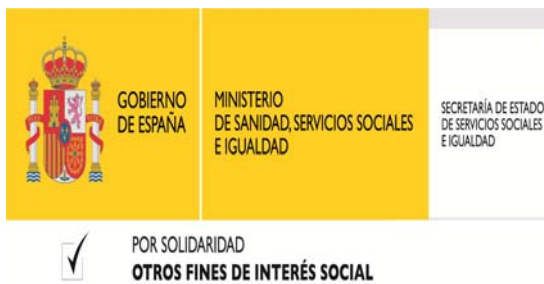 GOBIERNO
DE ESPAÑA
MINISTERIO
DE SANIDAD, SERVICIOS SOCIALES
E IGUALDAD
SECRETARÍA DE ESTADO
DE SERVICIOS SOCIALES
E IGUALDAD
POR SOLIDARIDAD
OTROS FINES DE INTERÉS SOCIAL